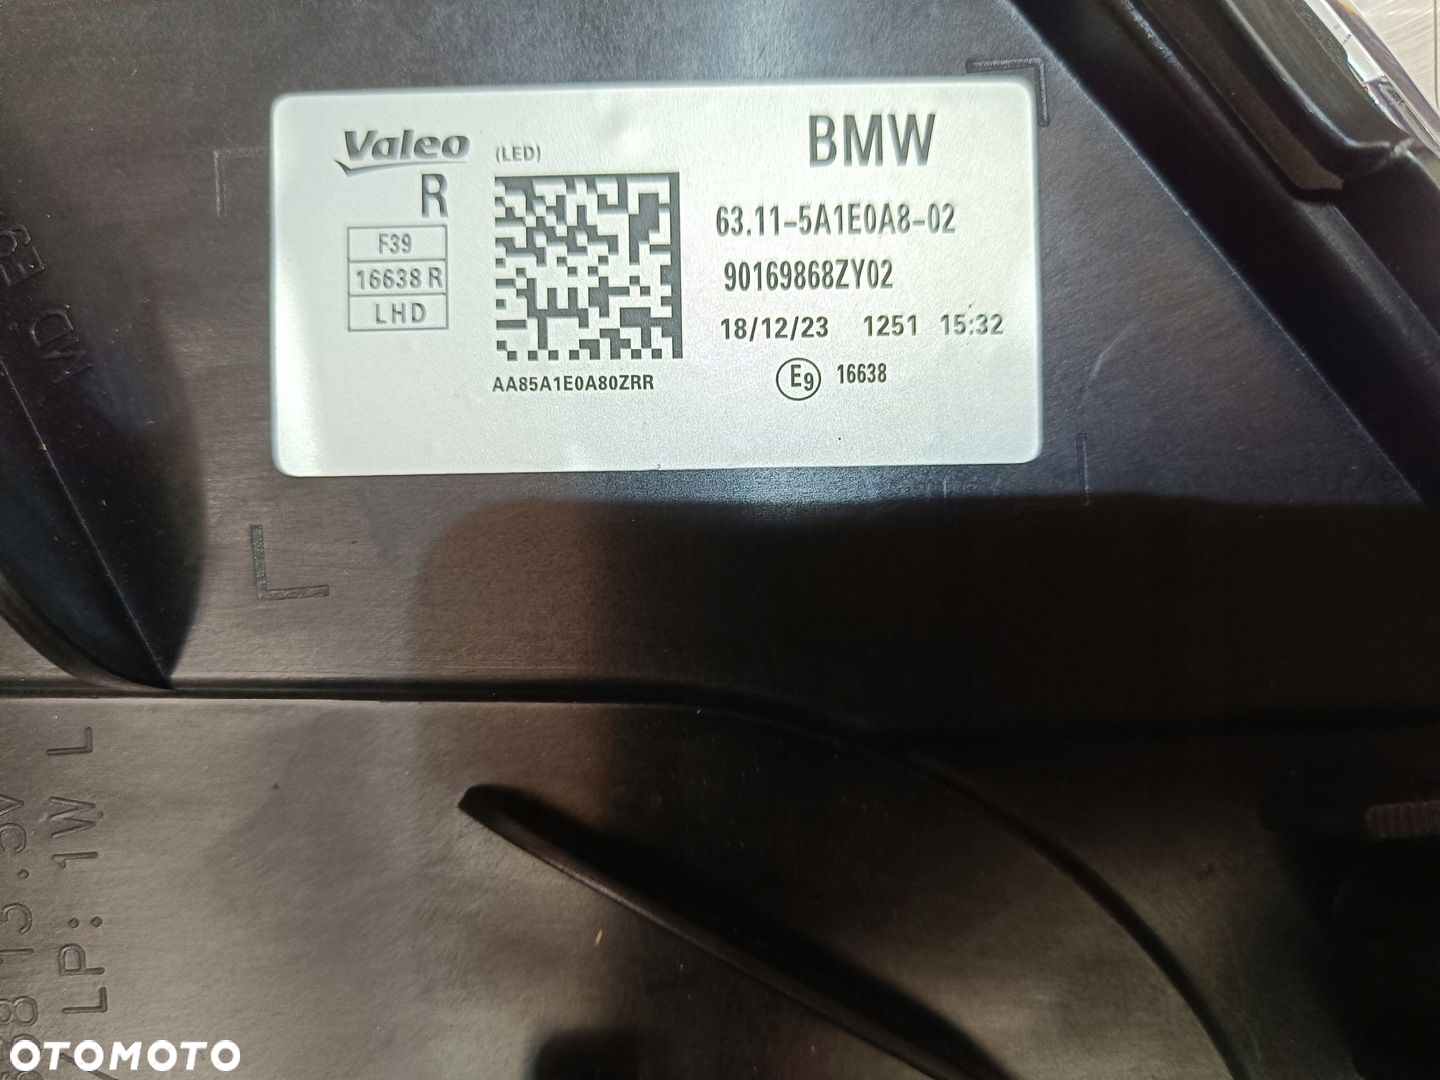 Valeo (LED)
BMW
R
F39
16638 R
LHD
AA85A1E0A80ZRR
63.11-5A1E0A8-02
90169868ZY02
18/12/23 1251 15:32
E9 16638
LP: 1W L
OTOMOTO